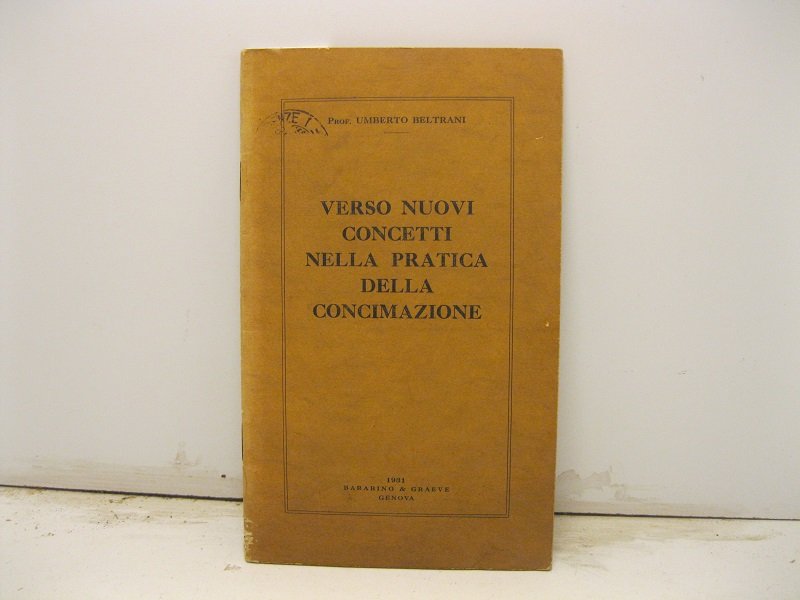 Prof. UMBERTO BELTRANI
VERSO NUOVI
CONCETTI
NELLA PRATICA
DELLA
CONCIMAZIONE
1931
BARABINO & GRAEVE
GENOVA